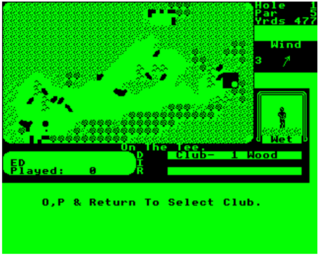 Hole 1
Par 5
Yrds 477
Wind
3
Wet
On The Tee.
ED
Played: 0
DIR
Club- 1 Wood
O,P & Return To Select Club.